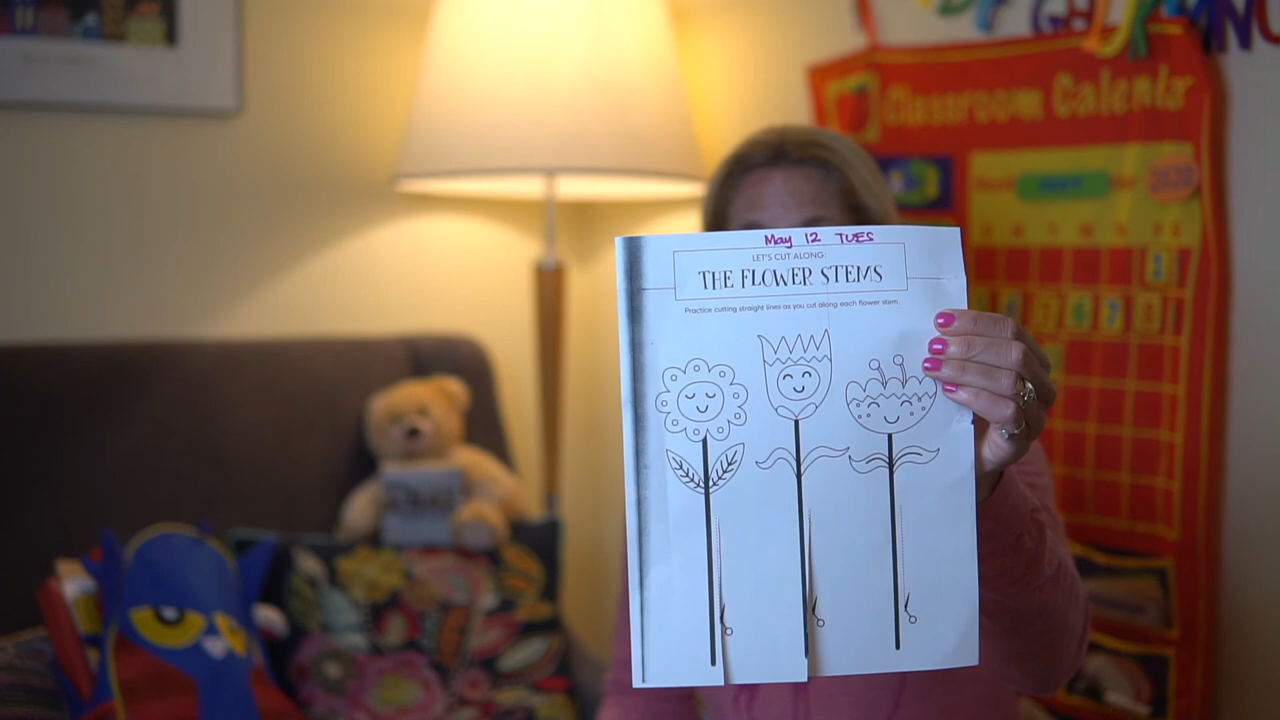 Classroom Calendar
May 12 TUES
LET'S CUT ALONG
THE FLOWER STEMS
Practice cutting straight lines as you cut along each flower stem.